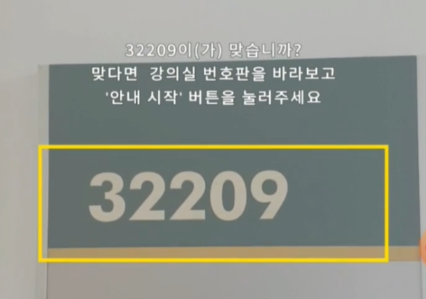 32209이(가) 맞습니까?
맞다면 강의실 번호판을 바라보고
'안내 시작' 버튼을 눌러주세요
32209